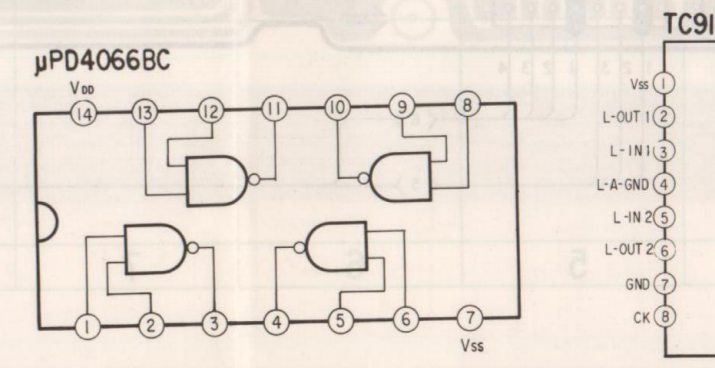 μPD4066BC
VDD
14 13 12 11 10 9 8
1 2 3 4 5 6 7
Vss
TC91
Vss 1
L-OUT 1 2
L-IN 1 3
L-A-GND 4
L-IN 2 5
L-OUT 2 6
GND 7
CK 8